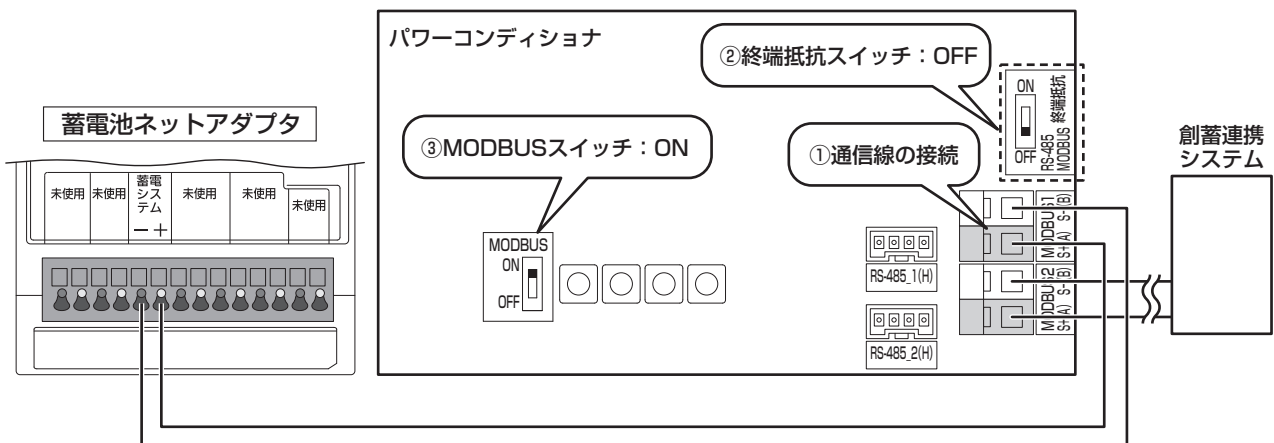 パワーコンディショナ
②終端抵抗スイッチ：OFF
ON
OFF
RS-485 終端抵抗
MODBUS
蓄電池ネットアダプタ
③MODBUSスイッチ：ON
①通信線の接続
創蓄連携
システム
未使用
未使用
蓄電
シス
テム
－＋
未使用
未使用
未使用
MODBUS
ON
OFF
RS-485_1(H)
RS-485_2(H)
MODBUS1
S+(A) S-(B)
MODBUS2
S+(A) S-(B)